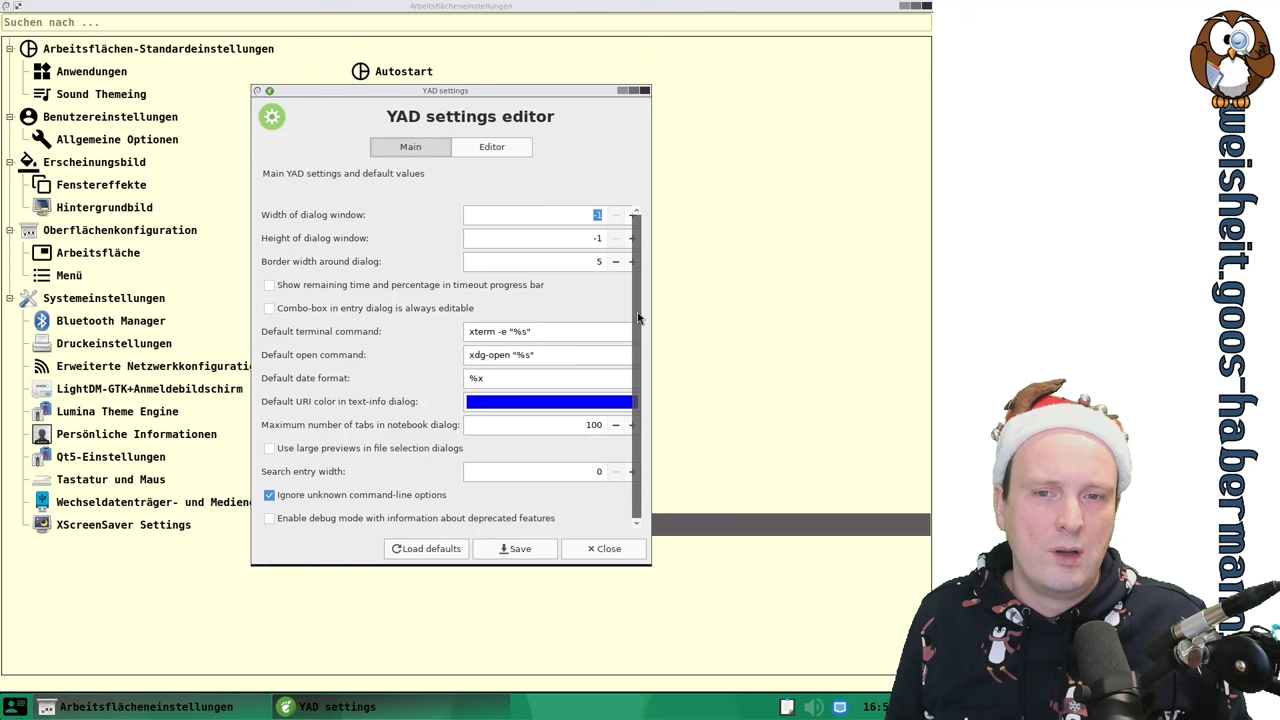 Arbeitsflächeneinstellungen
Suchen nach ...
Arbeitsflächen-Standardeinstellungen
Anwendungen
Autostart
Sound Themeing
Benutzereinstellungen
Allgemeine Optionen
Erscheinungsbild
Fenstereffekte
Hintergrundbild
Oberflächenkonfiguration
Arbeitsfläche
Menü
Systemeinstellungen
Bluetooth Manager
Druckeinstellungen
Erweiterte Netzwerkkonfiguratio
LightDM-GTK+Anmeldebildschirm
Lumina Theme Engine
Persönliche Informationen
Qt5-Einstellungen
Tastatur und Maus
Wechseldatenträger- und Medien
XScreenSaver Settings
YAD settings
YAD settings editor
Main Editor
Main YAD settings and default values
Width of dialog window: -1
Height of dialog window: -1
Border width around dialog: 5
Show remaining time and percentage in timeout progress bar
Combo-box in entry dialog is always editable
Default terminal command: xterm -e "%s"
Default open command: xdg-open "%s"
Default date format: %x
Default URI color in text-info dialog:
Maximum number of tabs in notebook dialog: 100
Use large previews in file selection dialogs
Search entry width: 0
Ignore unknown command-line options
Enable debug mode with information about deprecated features
Load defaults Save Close
weisheit.goos-habermann
Arbeitsflächeneinstellungen YAD settings 16:5